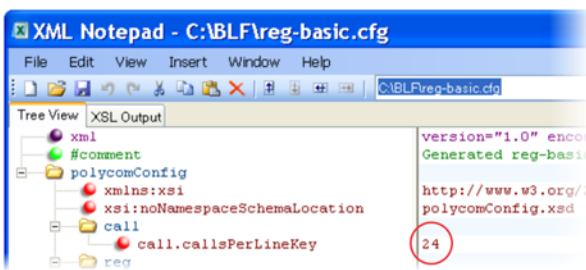 XML Notepad - C:\BLF\reg-basic.cfg
File Edit View Insert Window Help
C:\BLF\reg-basic.cfg
Tree View XSL Output
xml version="1.0" enco
#comment Generated reg-basi
polycomConfig
xmlns:xsi http://www.w3.org/
xsi:noNamespaceSchemaLocation polycomConfig.xsd
call
call.callsPerLineKey 24
reg